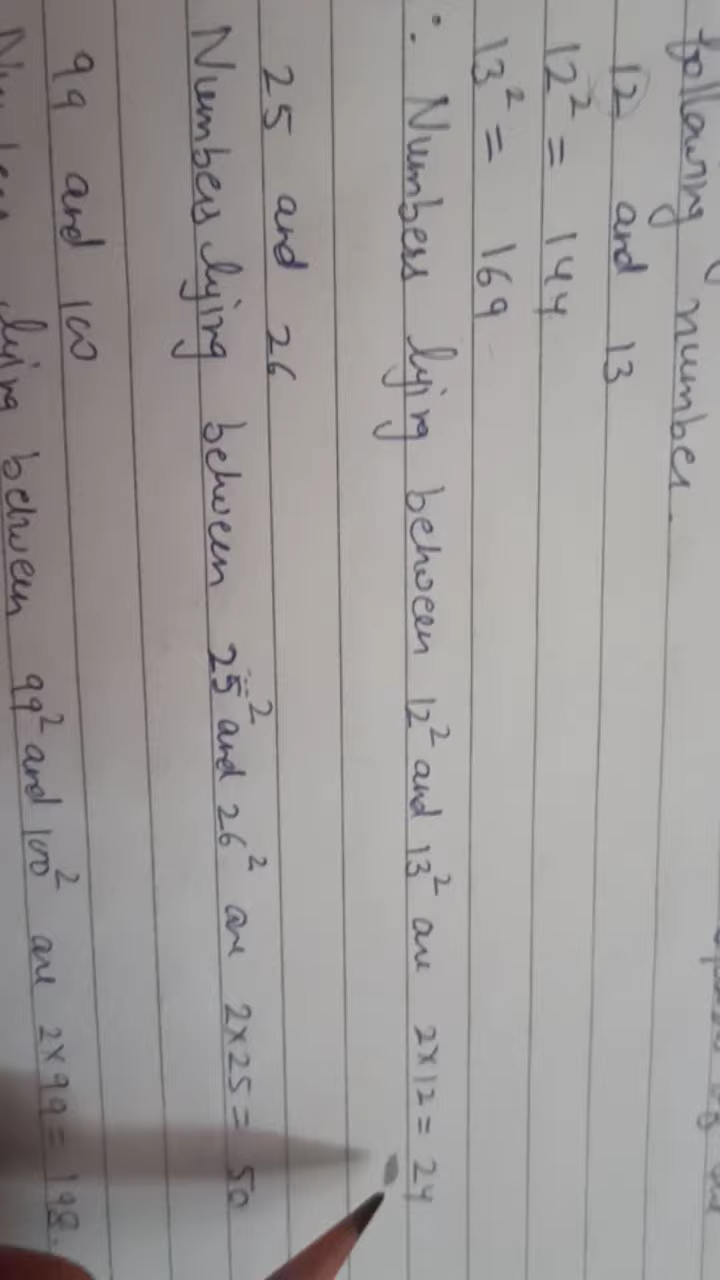 following number.
12 and 13
12² = 144
13² = 169
∴ Numbers lying between 12² and 13² are 2×12 = 24
25 and 26
Numbers lying between 25² and 26² are 2×25 = 50
99 and 100
Numbers lying between 99² and 100² are 2×99 = 198.